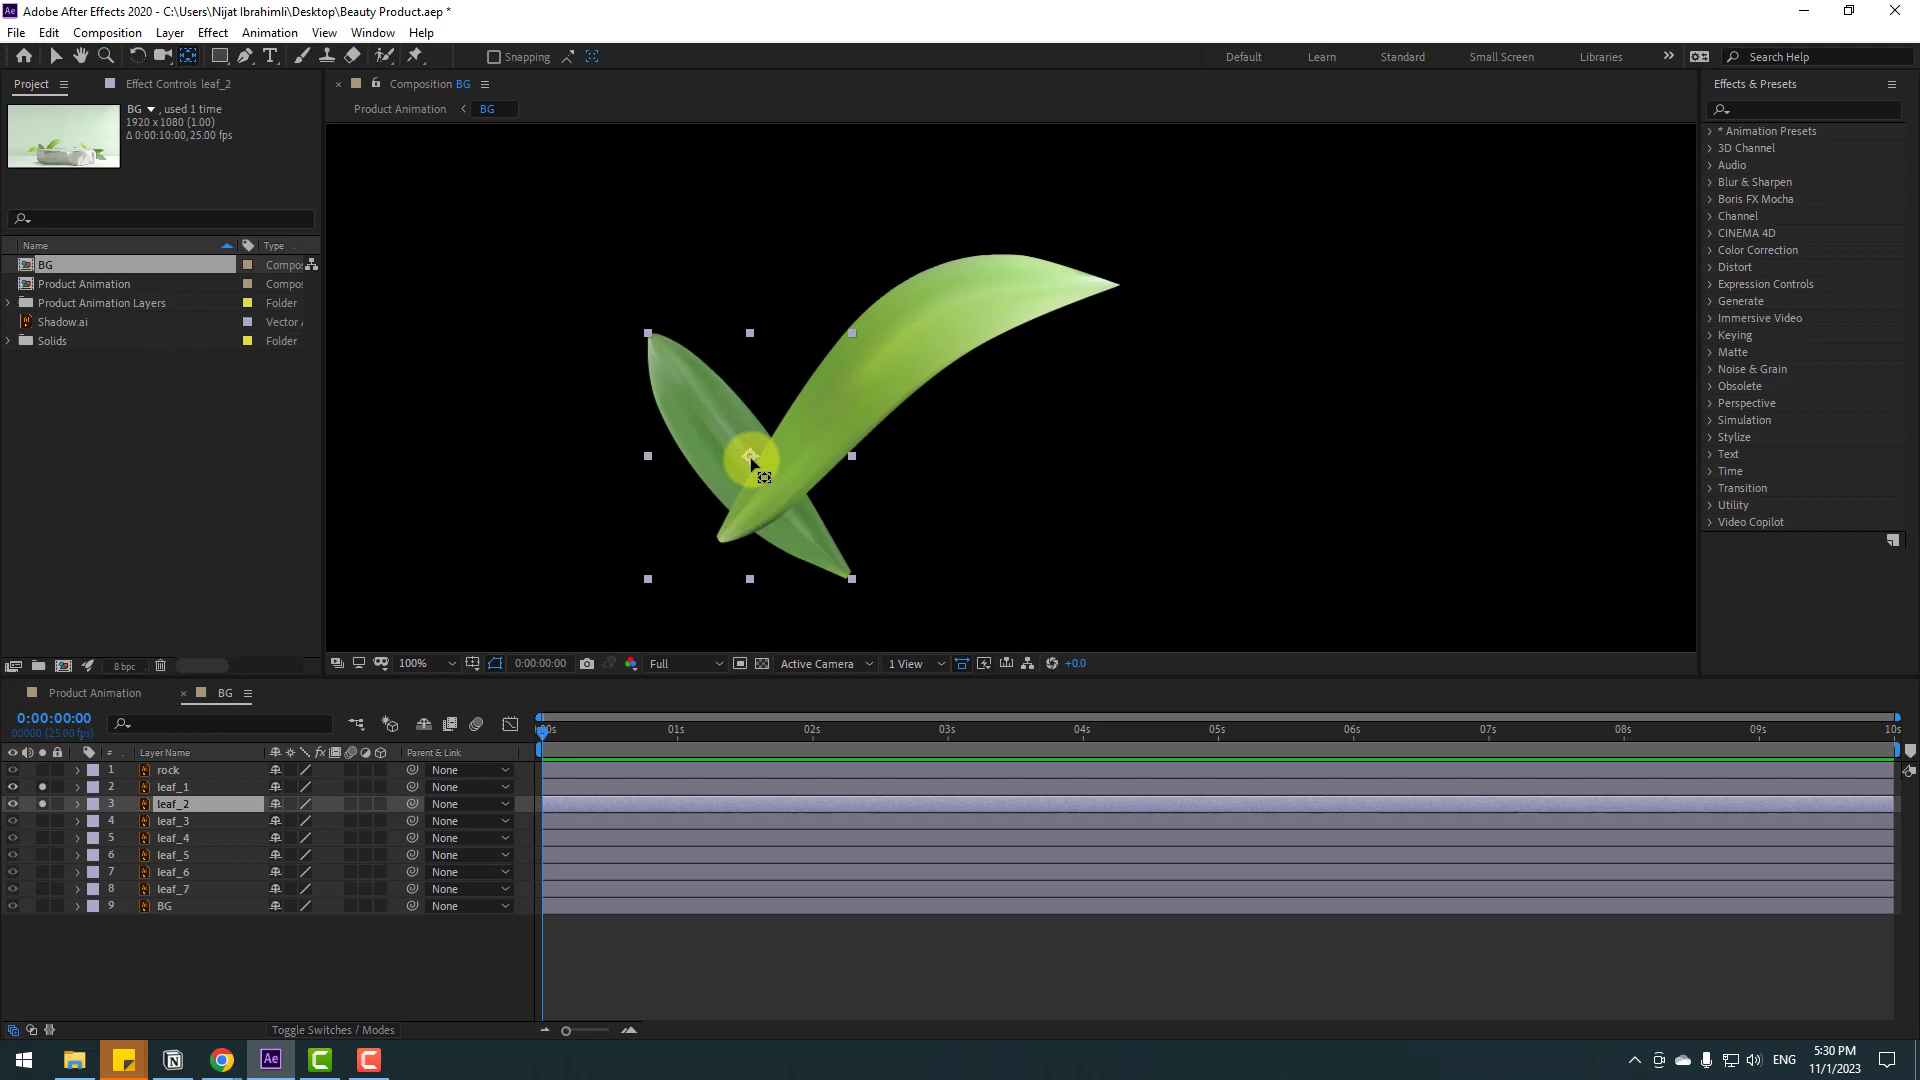 Adobe After Effects 2020 - C:\Users\Nijat Ibrahimli\Desktop\Beauty Product.aep *
File Edit Composition Layer Effect Animation View Window Help
Snapping
Default Learn Standard Small Screen Libraries Search Help
Project Effect Controls leaf_2
Composition BG
Effects & Presets
Product Animation BG
BG, used 1 time
1920 x 1080 (1.00)
Δ 0:00:10:00, 25.00 fps
Name Type
BG Compo:
Product Animation Compo:
Product Animation Layers Folder
Shadow.ai Vector
Solids Folder
* Animation Presets
3D Channel
Audio
Blur & Sharpen
Boris FX Mocha
Channel
CINEMA 4D
Color Correction
Distort
Expression Controls
Generate
Immersive Video
Keying
Matte
Noise & Grain
Obsolete
Perspective
Simulation
Stylize
Text
Time
Transition
Utility
Video Copilot
8 bpc
100% 0:00:00:00 Full Active Camera 1 View +0.0
Product Animation BG
0:00:00:00
00000 (25.00 fps)
01s 02s 03s 04s 05s 06s 07s 08s 09s 10s
# Layer Name Parent & Link
1 rock None
2 leaf_1 None
3 leaf_2 None
4 leaf_3 None
5 leaf_4 None
6 leaf_5 None
7 leaf_6 None
8 leaf_7 None
9 BG None
Toggle Switches / Modes
Ae
ENG
5:30 PM
11/1/2023